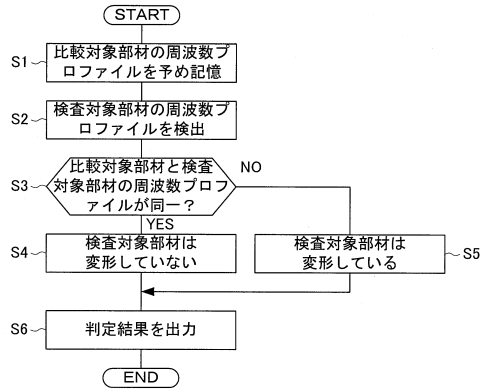 START
S1
比較対象部材の周波数プ
ロファイルを予め記憶
S2
検査対象部材の周波数プ
ロファイルを検出
S3
比較対象部材と検査
対象部材の周波数プロフ
ァイルが同一？
NO
YES
S4
検査対象部材は
変形していない
検査対象部材は
変形している
S5
S6
判定結果を出力
END